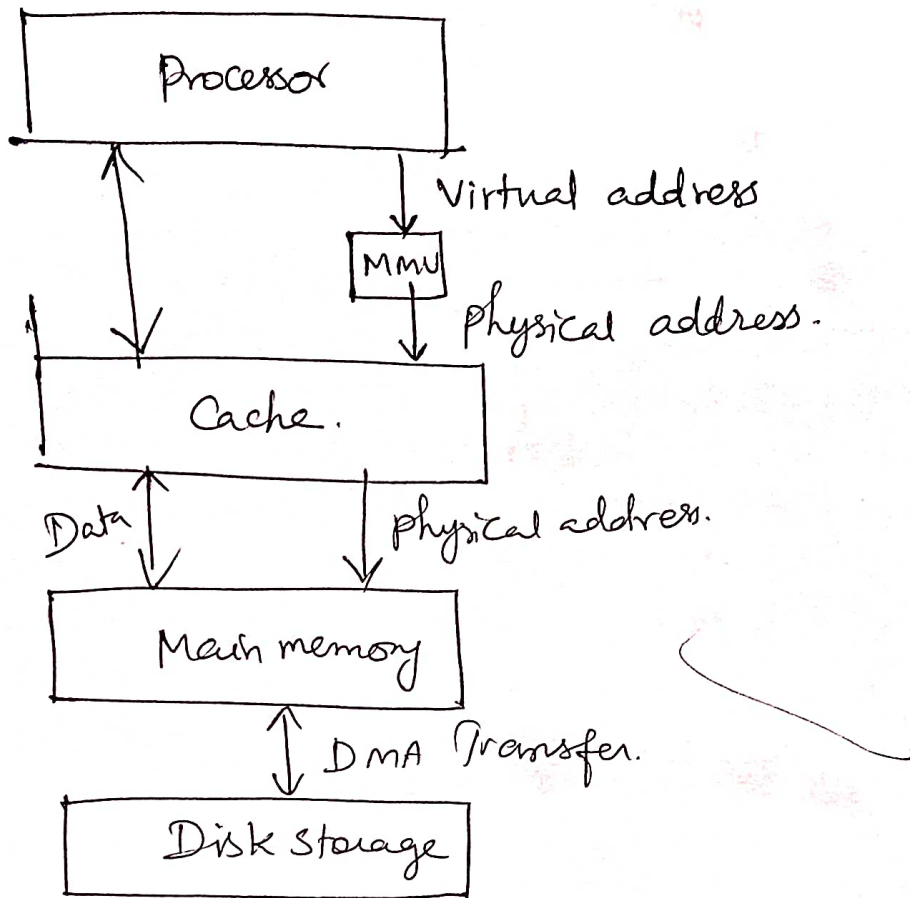 Processor
Virtual address
MMU
physical address.
Cache.
Data
physical address.
Main memory
DMA Transfer.
Disk storage